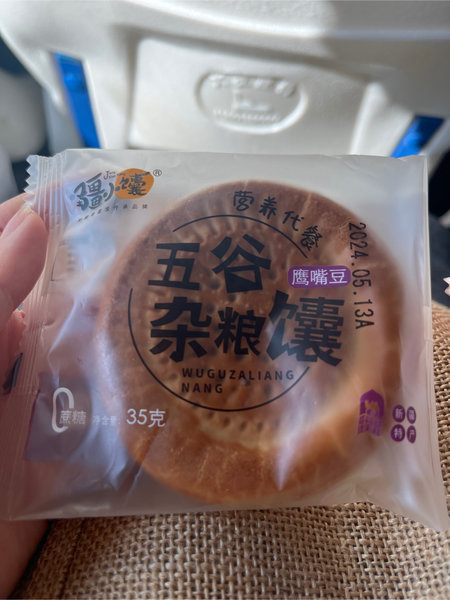 疆小馕®
营养代餐
五谷
杂粮馕
鹰嘴豆
WUGUZALIANG
NANG
2024.05.13A
0蔗糖 净含量: 35克
新疆
特产